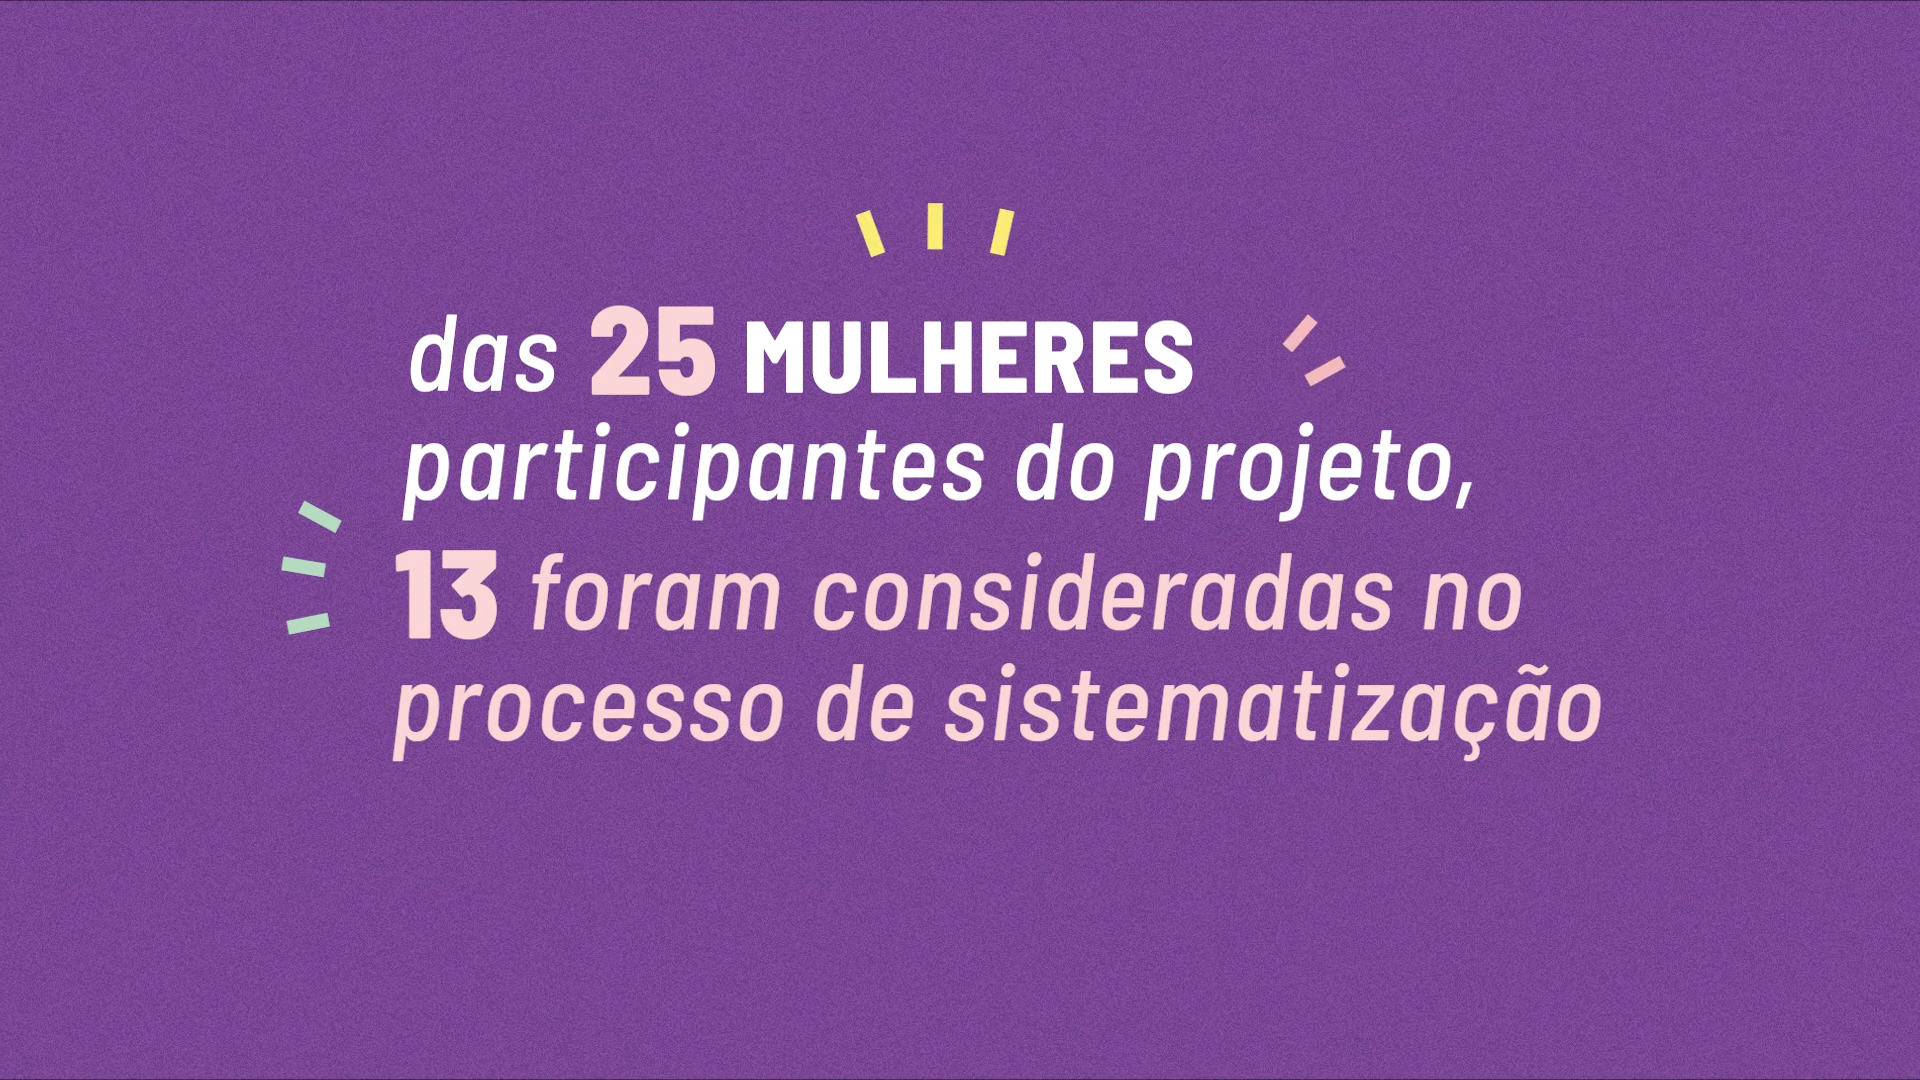 das 25 MULHERES
participantes do projeto,
13 foram consideradas no
processo de sistematização